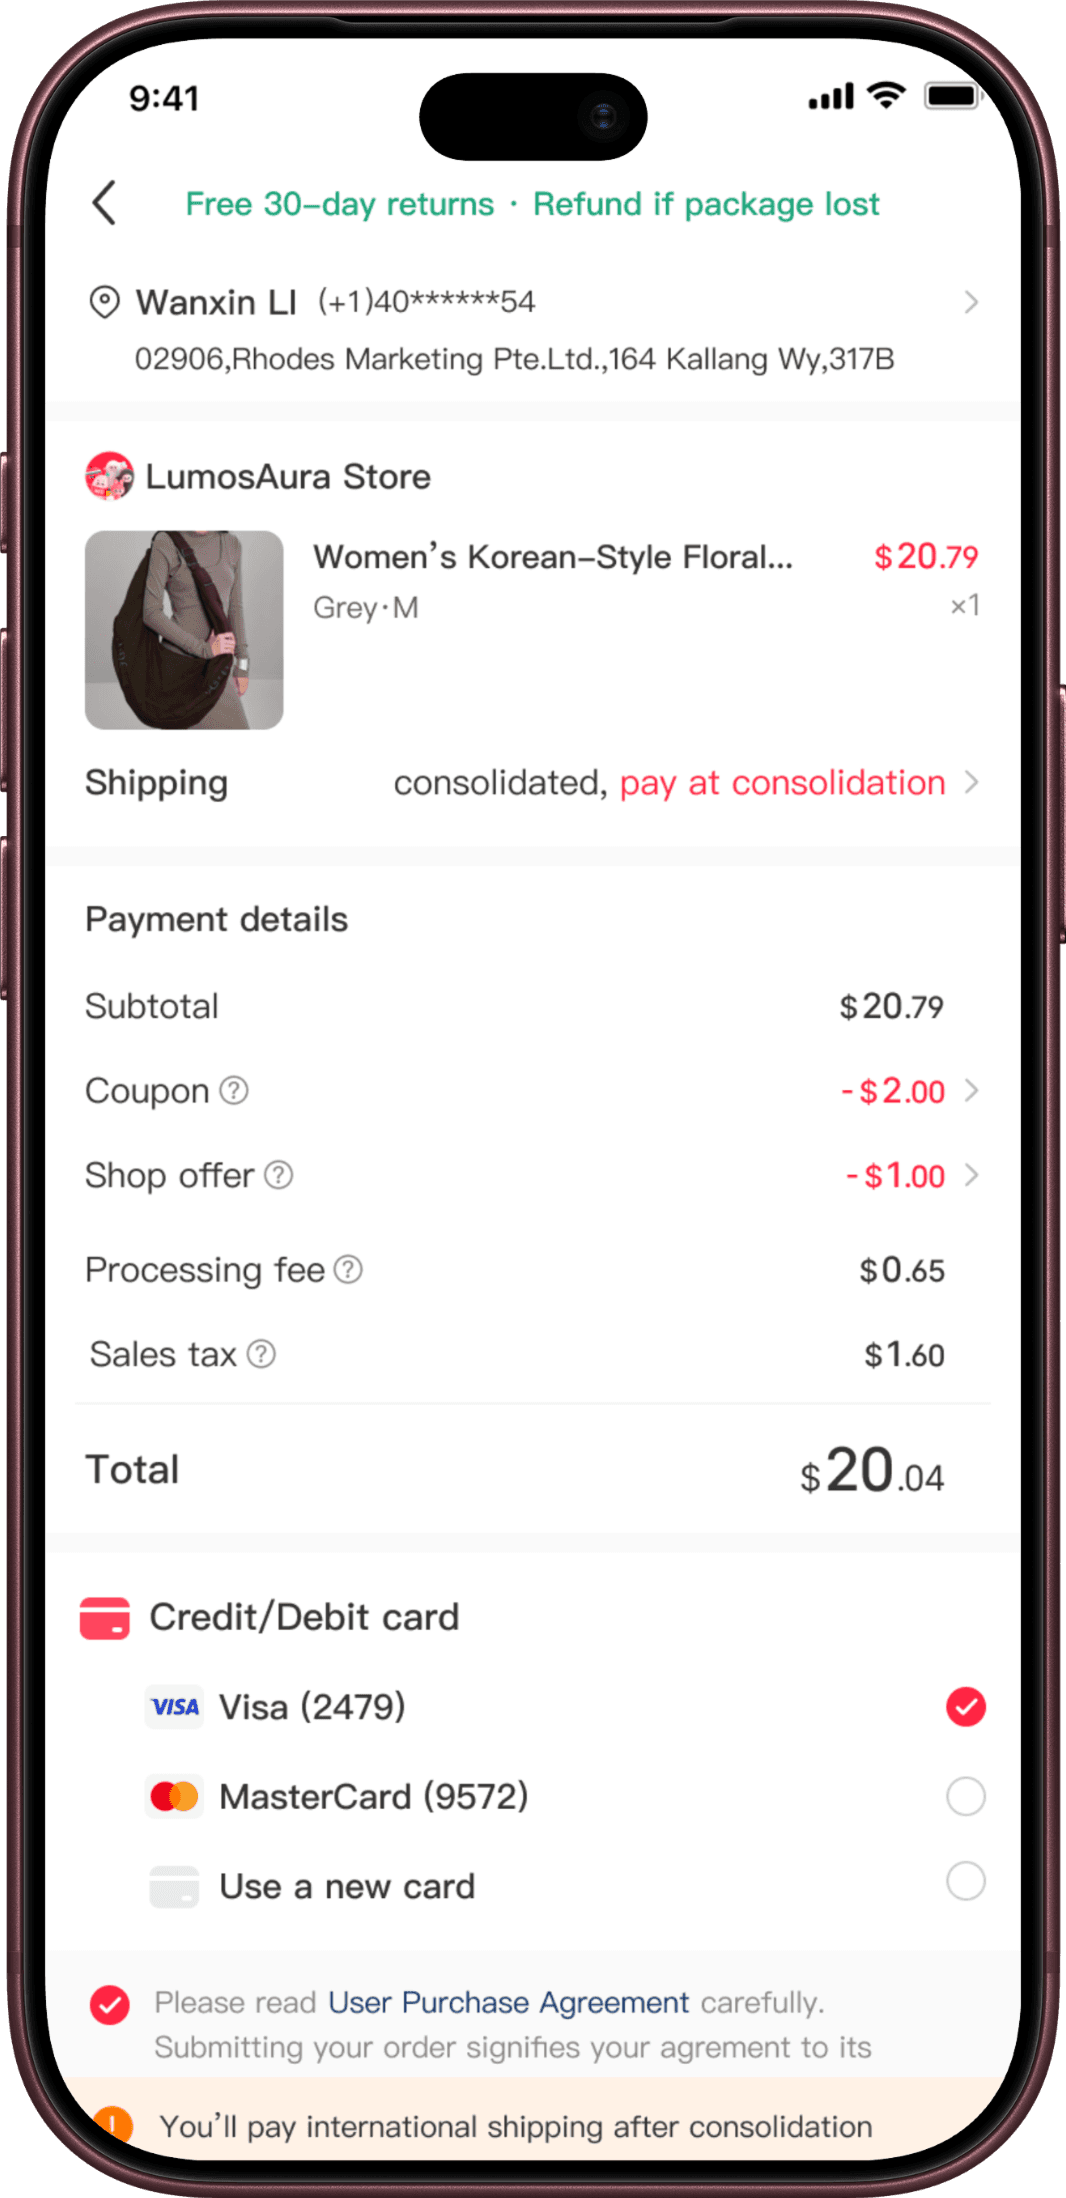 9:41
Free 30-day returns · Refund if package lost
Wanxin LI (+1)40******54
02906,Rhodes Marketing Pte.Ltd.,164 Kallang Wy,317B
LumosAura Store
Women’s Korean-Style Floral... $20.79
Grey·M ×1
Shipping consolidated, pay at consolidation
Payment details
Subtotal $20.79
Coupon -$2.00
Shop offer -$1.00
Processing fee $0.65
Sales tax $1.60
Total $20.04
Credit/Debit card
VISA Visa (2479)
MasterCard (9572)
Use a new card
Please read User Purchase Agreement carefully.
Submitting your order signifies your agrement to its
You’ll pay international shipping after consolidation